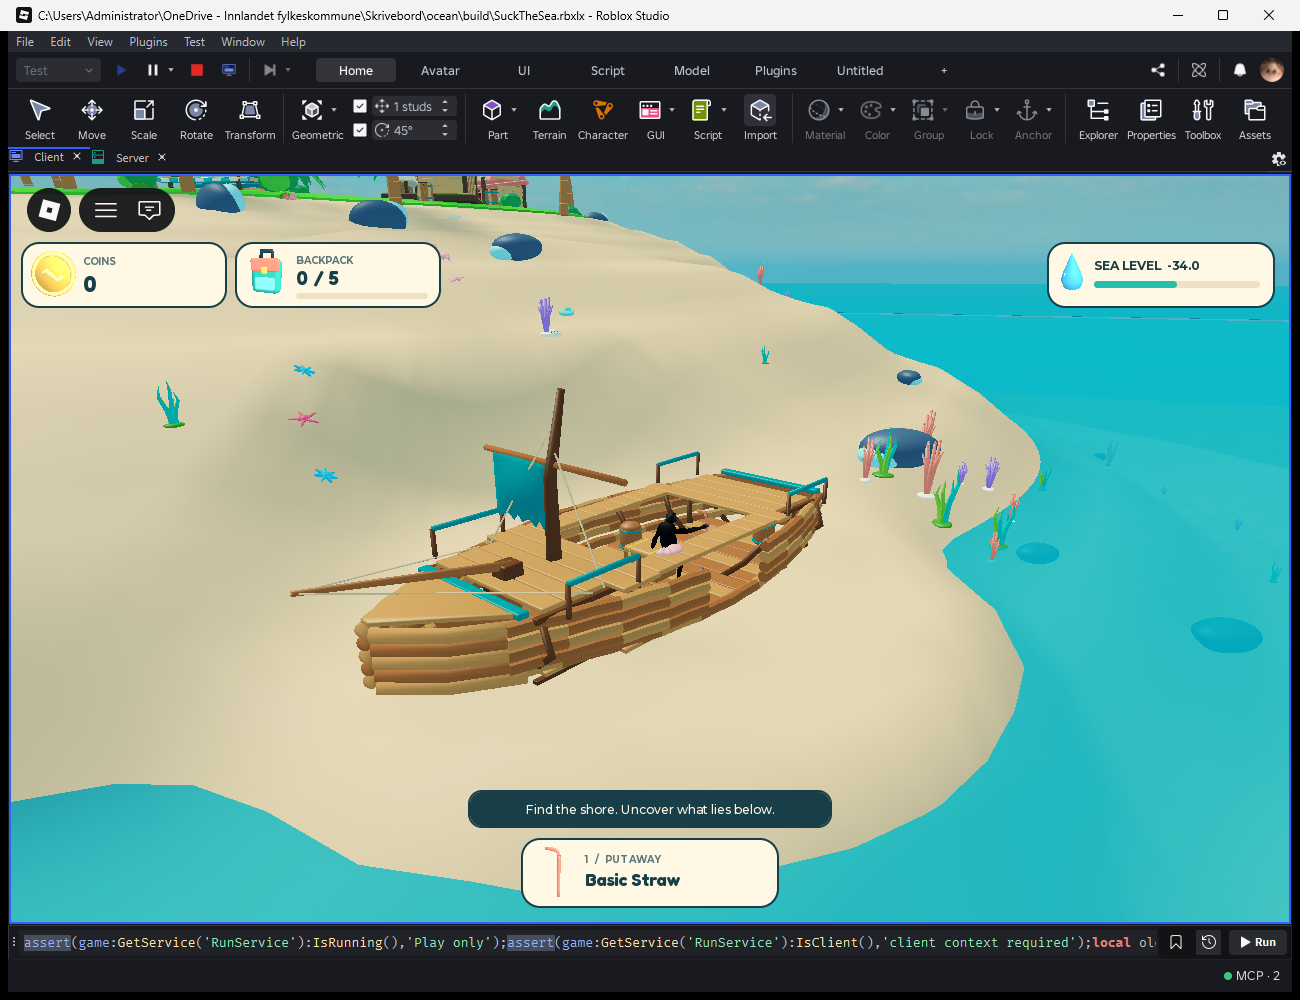 C:\Users\Administrator\OneDrive - Innlandet fylkeskommune\Skrivebord\ocean\build\SuckTheSea.rbxlx - Roblox Studio
File Edit View Plugins Test Window Help
Test Home Avatar UI Script Model Plugins Untitled +
1 studs
45°
Select Move Scale Rotate Transform Geometric Part Terrain Character GUI Script Import Material Color Group Lock Anchor Explorer Properties Toolbox Assets
Client Server
COINS
0
BACKPACK
0 / 5
SEA LEVEL -34.0
Find the shore. Uncover what lies below.
1 / PUT AWAY
Basic Straw
assert(game:GetService('RunService'):IsRunning(),'Play only');assert(game:GetService('RunService'):IsClient(),'client context required');local
Run
MCP · 2